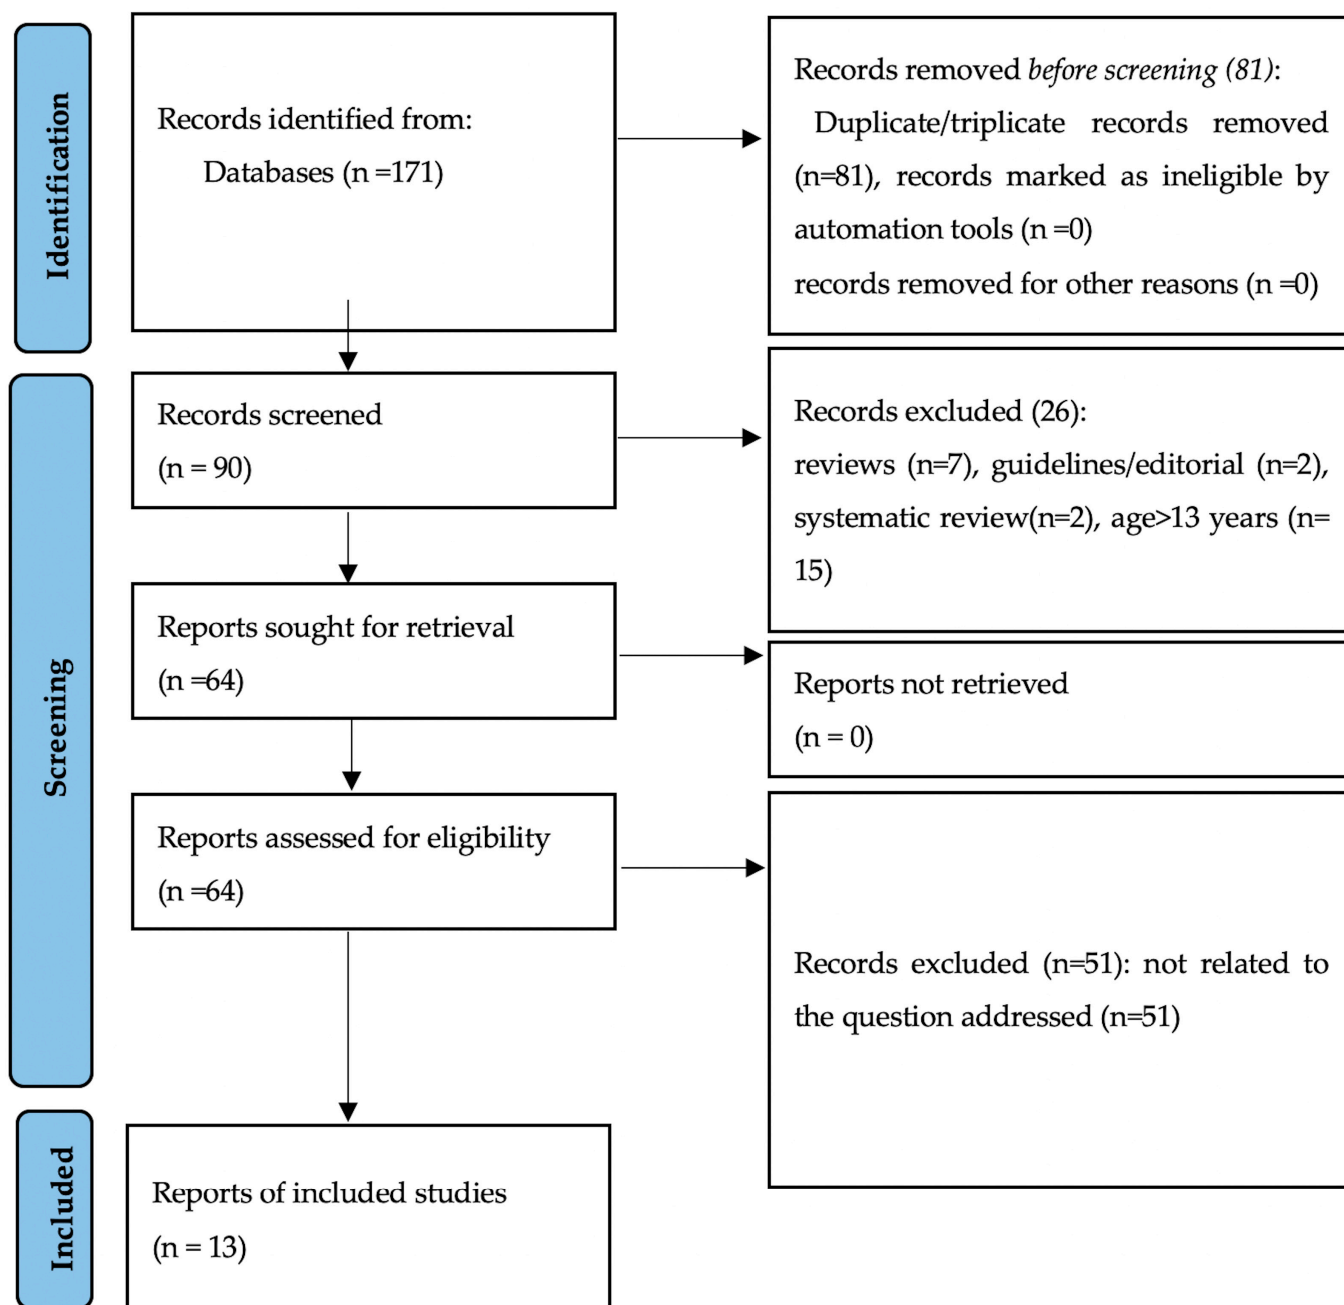 Identification
Records identified from:
Databases (n =171)
Records removed before screening (81):
Duplicate/triplicate records removed
(n=81), records marked as ineligible by
automation tools (n =0)
records removed for other reasons (n =0)
Screening
Records screened
(n = 90)
Records excluded (26):
reviews (n=7), guidelines/editorial (n=2),
systematic review(n=2), age>13 years (n=
15)
Reports sought for retrieval
(n =64)
Reports not retrieved
(n = 0)
Reports assessed for eligibility
(n =64)
Records excluded (n=51): not related to
the question addressed (n=51)
Included
Reports of included studies
(n = 13)